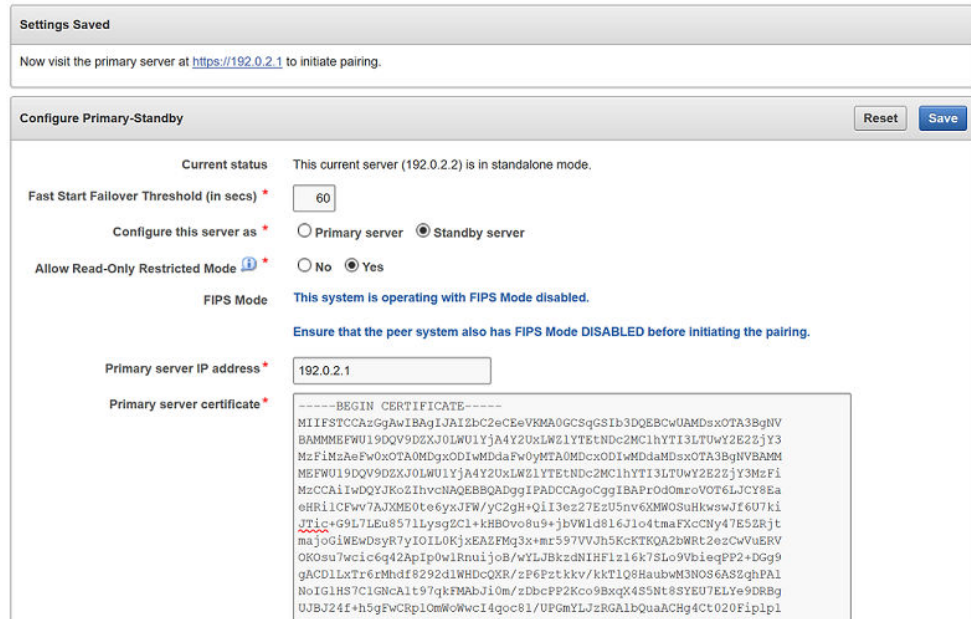 Settings Saved
Now visit the primary server at https://192.0.2.1 to initiate pairing.
Configure Primary-Standby
Reset
Save
Current status This current server (192.0.2.2) is in standalone mode.
Fast Start Failover Threshold (in secs) * 60
Configure this server as * Primary server Standby server
Allow Read-Only Restricted Mode * No Yes
FIPS Mode This system is operating with FIPS Mode disabled.
Ensure that the peer system also has FIPS Mode DISABLED before initiating the pairing.
Primary server IP address * 192.0.2.1
Primary server certificate * -----BEGIN CERTIFICATE-----
MIIFSTCCAzGgAwIBAgIJAIZbC2eCEeVKMA0GCSqGSIb3DQEBCwUAMDsxOTA3BgNV
BAMMMEFWU19DQV9DZXJ0LWU1YjA4Y2UxLWZlYTEtNDc2MC1hYTI3LTUwY2E2ZjY3
MzFiMzAeFw0xOTA4MDgxODIwMDdaFw0yMTA0MDcxODIwMDdaMDsxOTA3BgNVBAMM
MEFWU19DQV9DZXJ0LWU1YjA4Y2UxLWZlYTEtNDc2MC1hYTI3LTUwY2E2ZjY3MzFi
MzCCAiIwDQYJKoZIhvcNAQEBBQADggIPADCCAgoCggIBAPrOdOmroVOT6LJCY8Ea